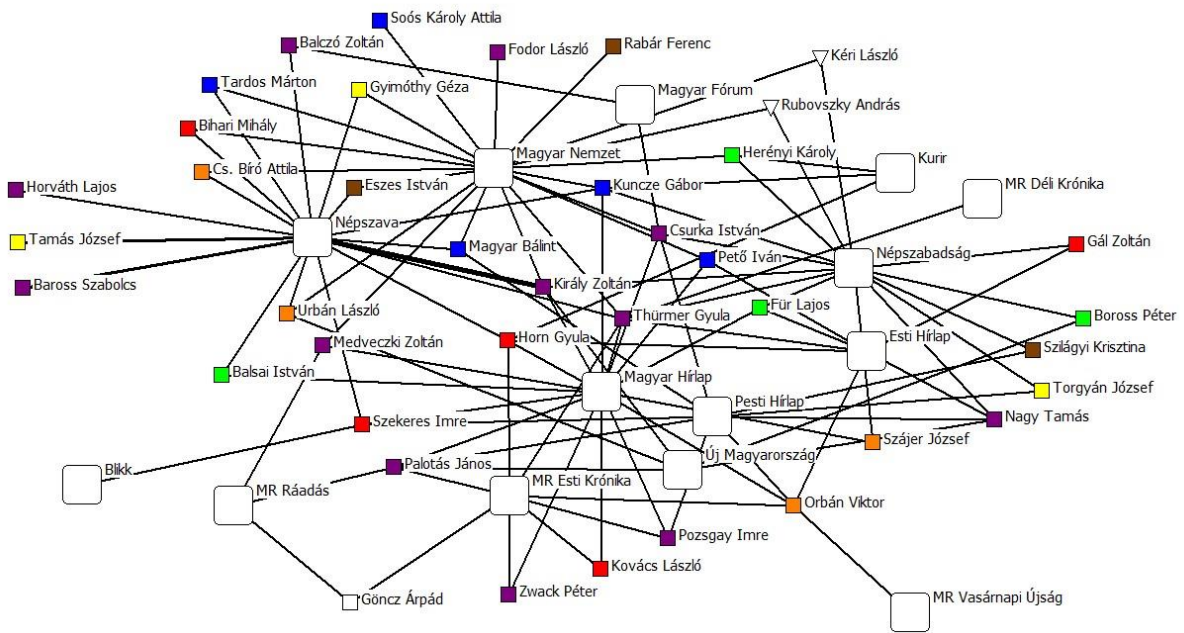 Soós Károly Attila
Balczó Zoltán
Fodor László
Rabár Ferenc
Kéri László
Tardos Márton
Gyimóthy Géza
Magyar Fórum
Rubovszky András
Bihari Mihály
Magyar Nemzet
Herényi Károly
Kurir
Cs. Bíró Attila
Horváth Lajos
Eszes István
Kuncze Gábor
MR Déli Krónika
Népszava
Tamás József
Magyar Bálint
Csurka István
Pető Iván
Népszabadság
Gál Zoltán
Baross Szabolcs
Király Zoltán
Urbán László
Thürmer Gyula
Für Lajos
Boross Péter
Medveczki Zoltán
Horn Gyula
Esti Hírlap
Szilágyi Krisztina
Balsai István
Magyar Hírlap
Pesti Hírlap
Torgyán József
Szekeres Imre
Nagy Tamás
Szájer József
Blikk
Palotás János
Új Magyarország
MR Ráadás
MR Esti Krónika
Orbán Viktor
Pozsgay Imre
Kovács László
Göncz Árpád
Zwack Péter
MR Vasárnapi Újság